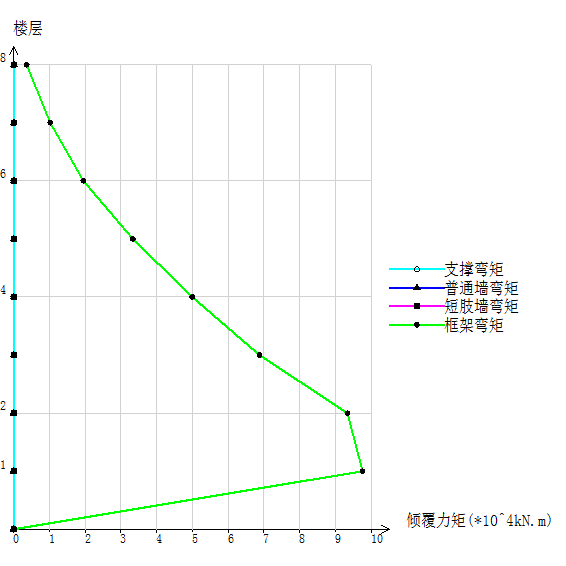 楼层
8
6
4
2
1
0 1 2 3 4 5 6 7 8 9 10
支撑弯矩
普通墙弯矩
短肢墙弯矩
框架弯矩
倾覆力矩(*10^4kN.m)